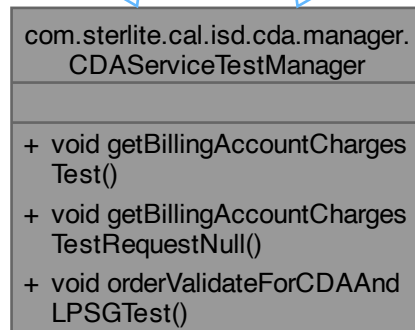 com.sterlite.cal.isd.cda.manager.
CDAServiceTestManager
+ void getBillingAccountCharges
Test()
+ void getBillingAccountCharges
TestRequestNull()
+ void orderValidateForCDAAnd
LPSGTest()